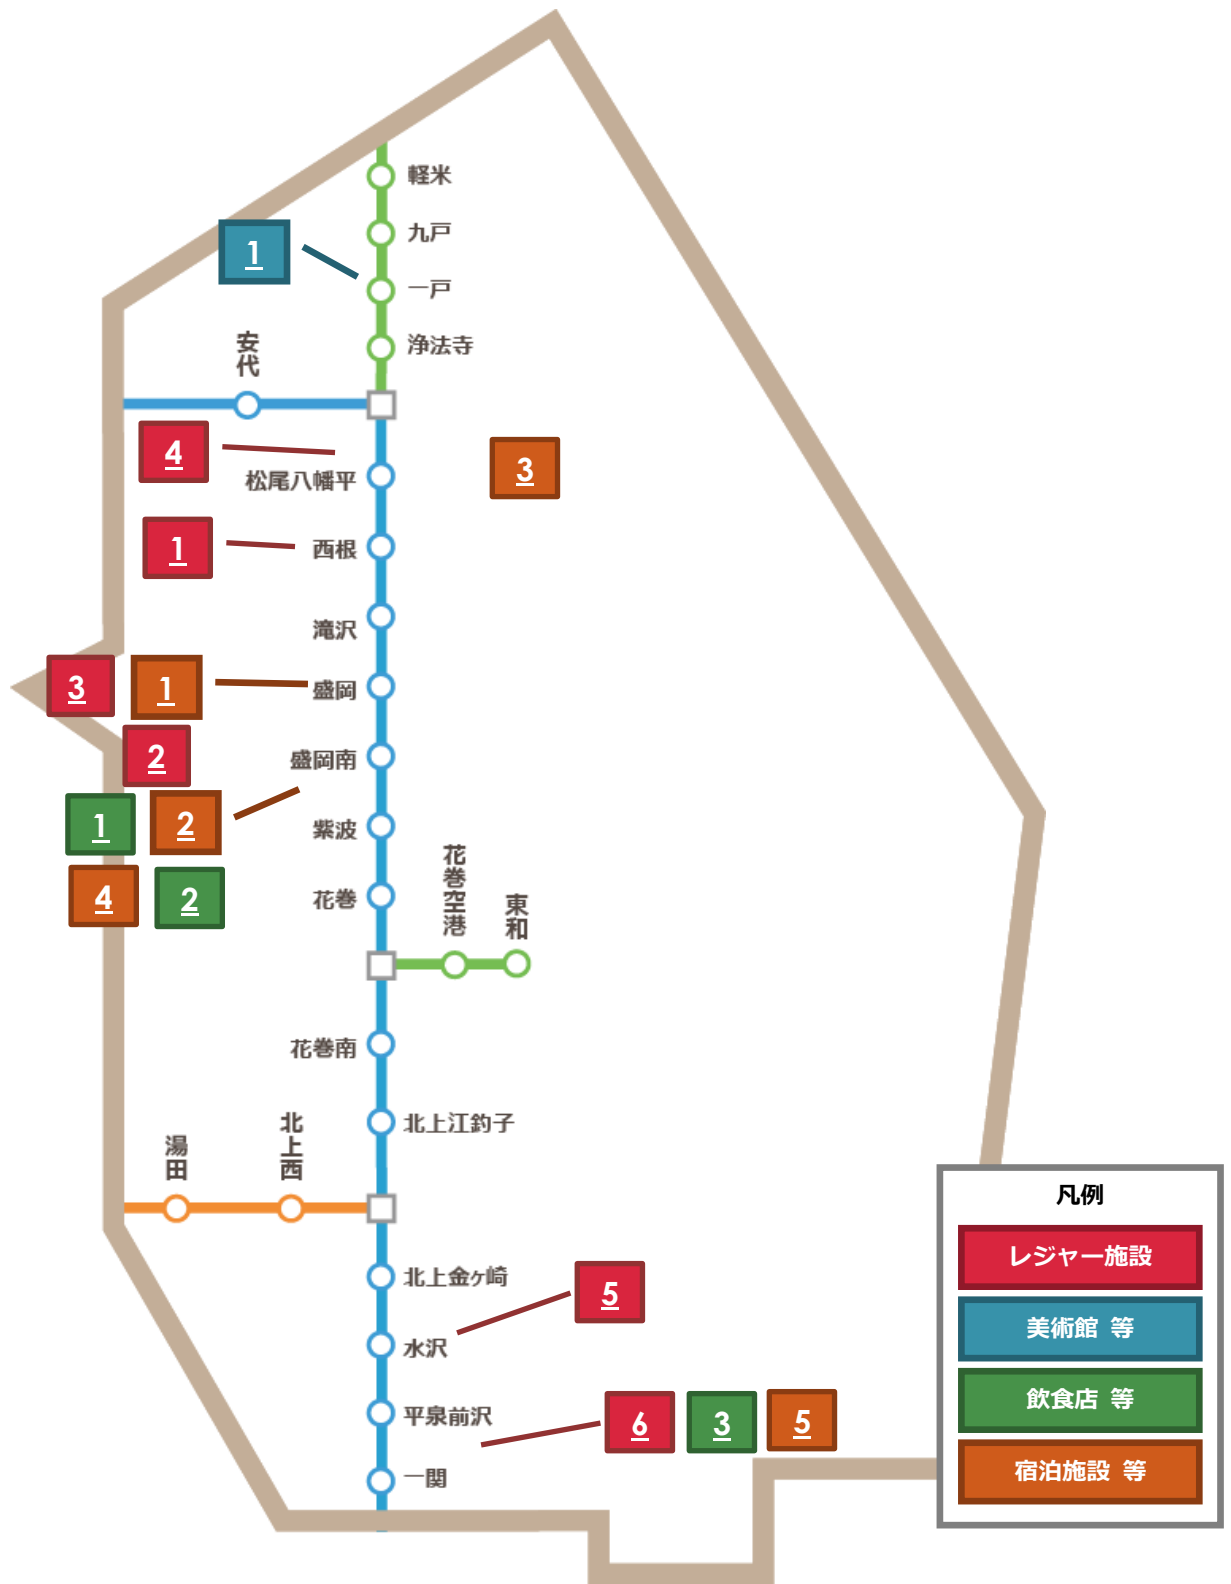 軽米
九戸
1
一戸
安代
浄法寺
4
松尾八幡平
3
1
西根
滝沢
3
1
盛岡
2
盛岡南
1
2
紫波
4
2
花巻
花巻空港
東和
花巻南
北上江釣子
湯田
北上西
北上金ヶ崎
5
水沢
平泉前沢
6
3
5
一関
凡例
レジャー施設
美術館 等
飲食店 等
宿泊施設 等